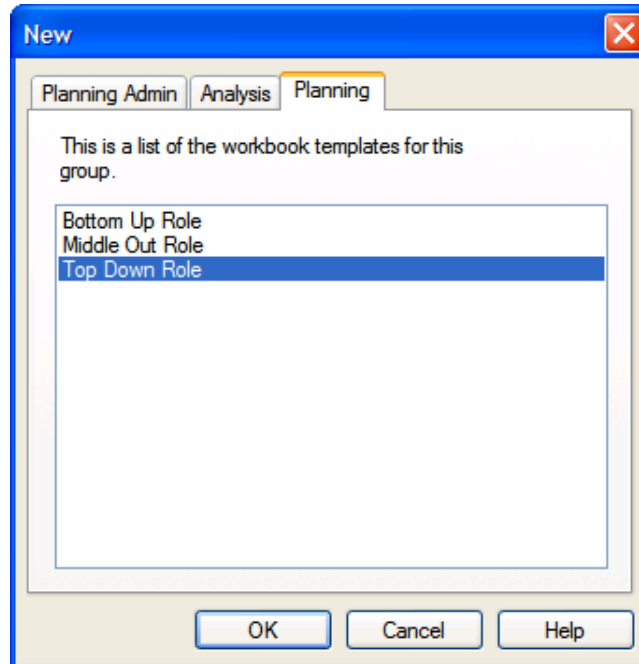 New
Planning Admin Analysis Planning
This is a list of the workbook templates for this
group.
Bottom Up Role
Middle Out Role
Top Down Role
OK Cancel Help